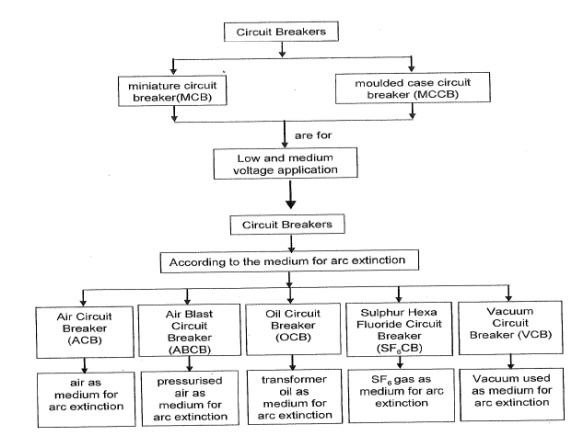 Circuit Breakers
miniature circuit
breaker(MCB)
moulded case circuit
breaker (MCCB)
are for
Low and medium
voltage application
Circuit Breakers
According to the medium for arc extinction
Air Circuit
Breaker
(ACB)
Air Blast
Circuit
Breaker
(ABCB)
Oil Circuit
Breaker
(OCB)
Sulphur Hexa
Fluoride Circuit
Breaker
(SF₆CB)
Vacuum
Circuit
Breaker (VCB)
air as
medium for
arc extinction
pressurised
air as
medium for
arc extinction
transformer
oil as
medium for
arc extinction
SF₆ gas as
medium for arc
extinction
Vacuum used
as medium for
arc extinction